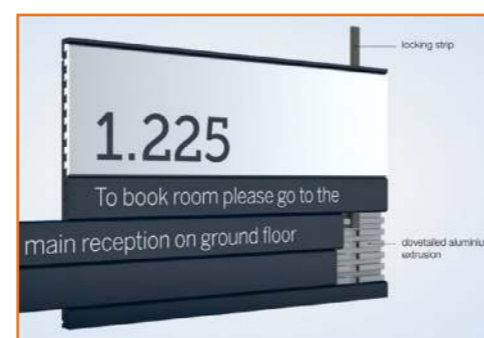 locking strip
1.225
To book room please go to the
main reception on ground floor
dovetailed aluminiu
extrusion